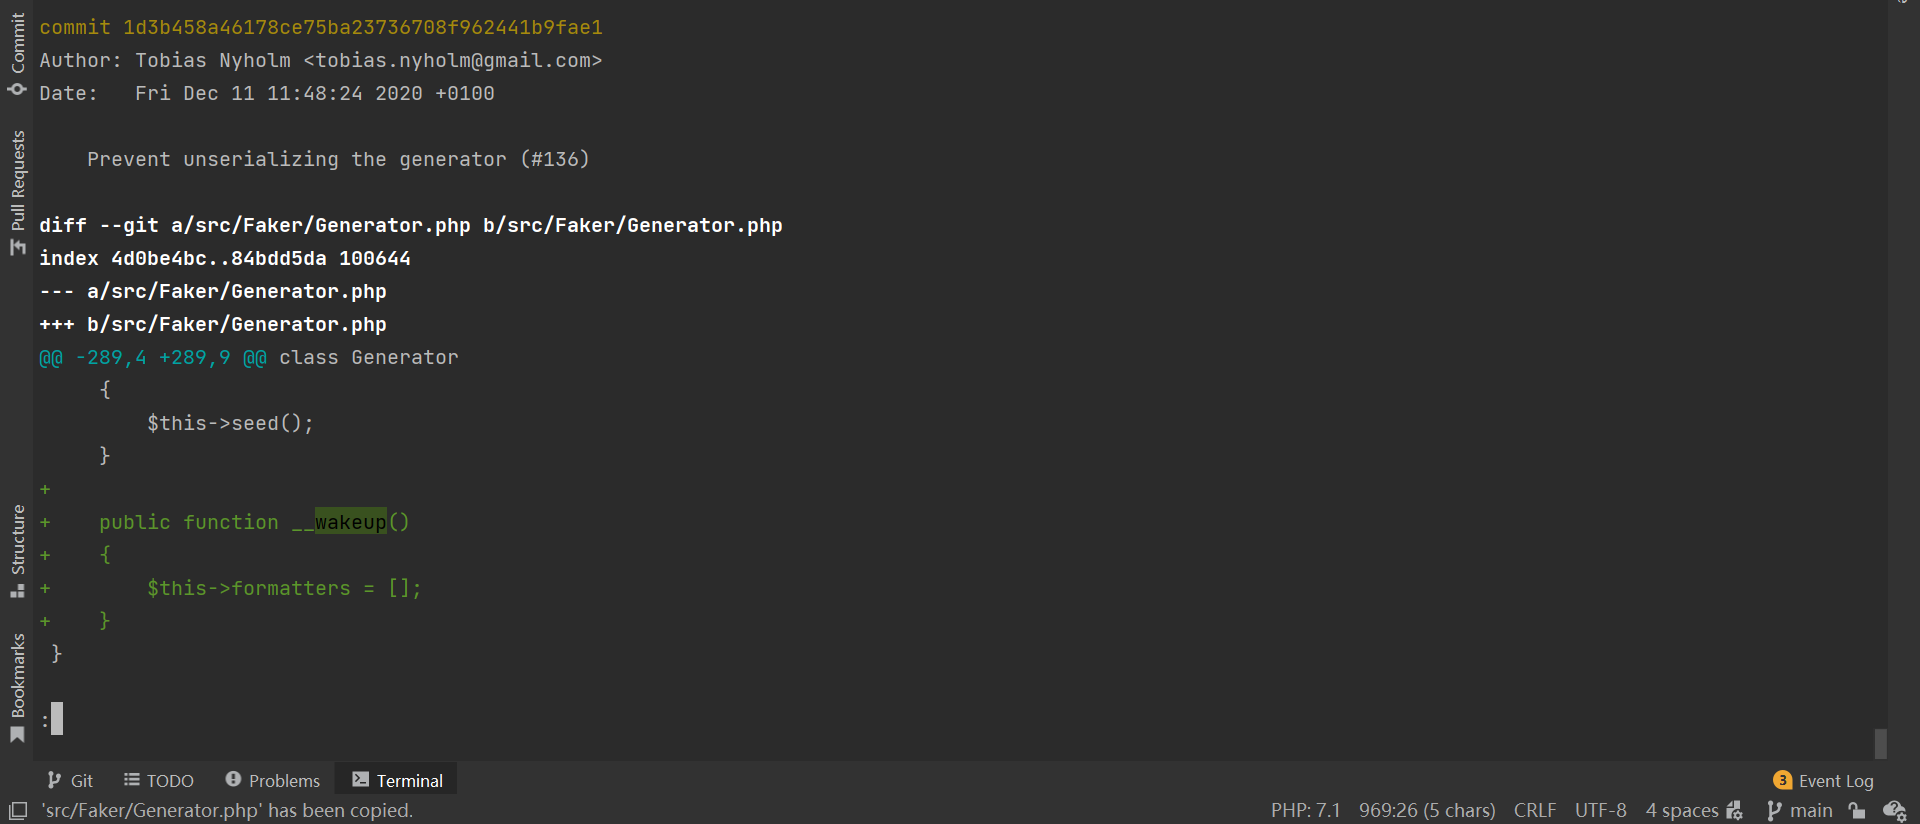 Commit
Pull Requests
Structure
Bookmarks
commit 1d3b458a46178ce75ba23736708f962441b9fae1
Author: Tobias Nyholm <tobias.nyholm@gmail.com>
Date:   Fri Dec 11 11:48:24 2020 +0100
    Prevent unserializing the generator (#136)
diff --git a/src/Faker/Generator.php b/src/Faker/Generator.php
index 4d0be4bc..84bdd5da 100644
--- a/src/Faker/Generator.php
+++ b/src/Faker/Generator.php
@@ -289,4 +289,9 @@ class Generator
     {
         $this->seed();
     }
+
+    public function __wakeup()
+    {
+        $this->formatters = [];
+    }
 }
:
Git TODO Problems Terminal 3 Event Log
'src/Faker/Generator.php' has been copied. PHP: 7.1 969:26 (5 chars) CRLF UTF-8 4 spaces main